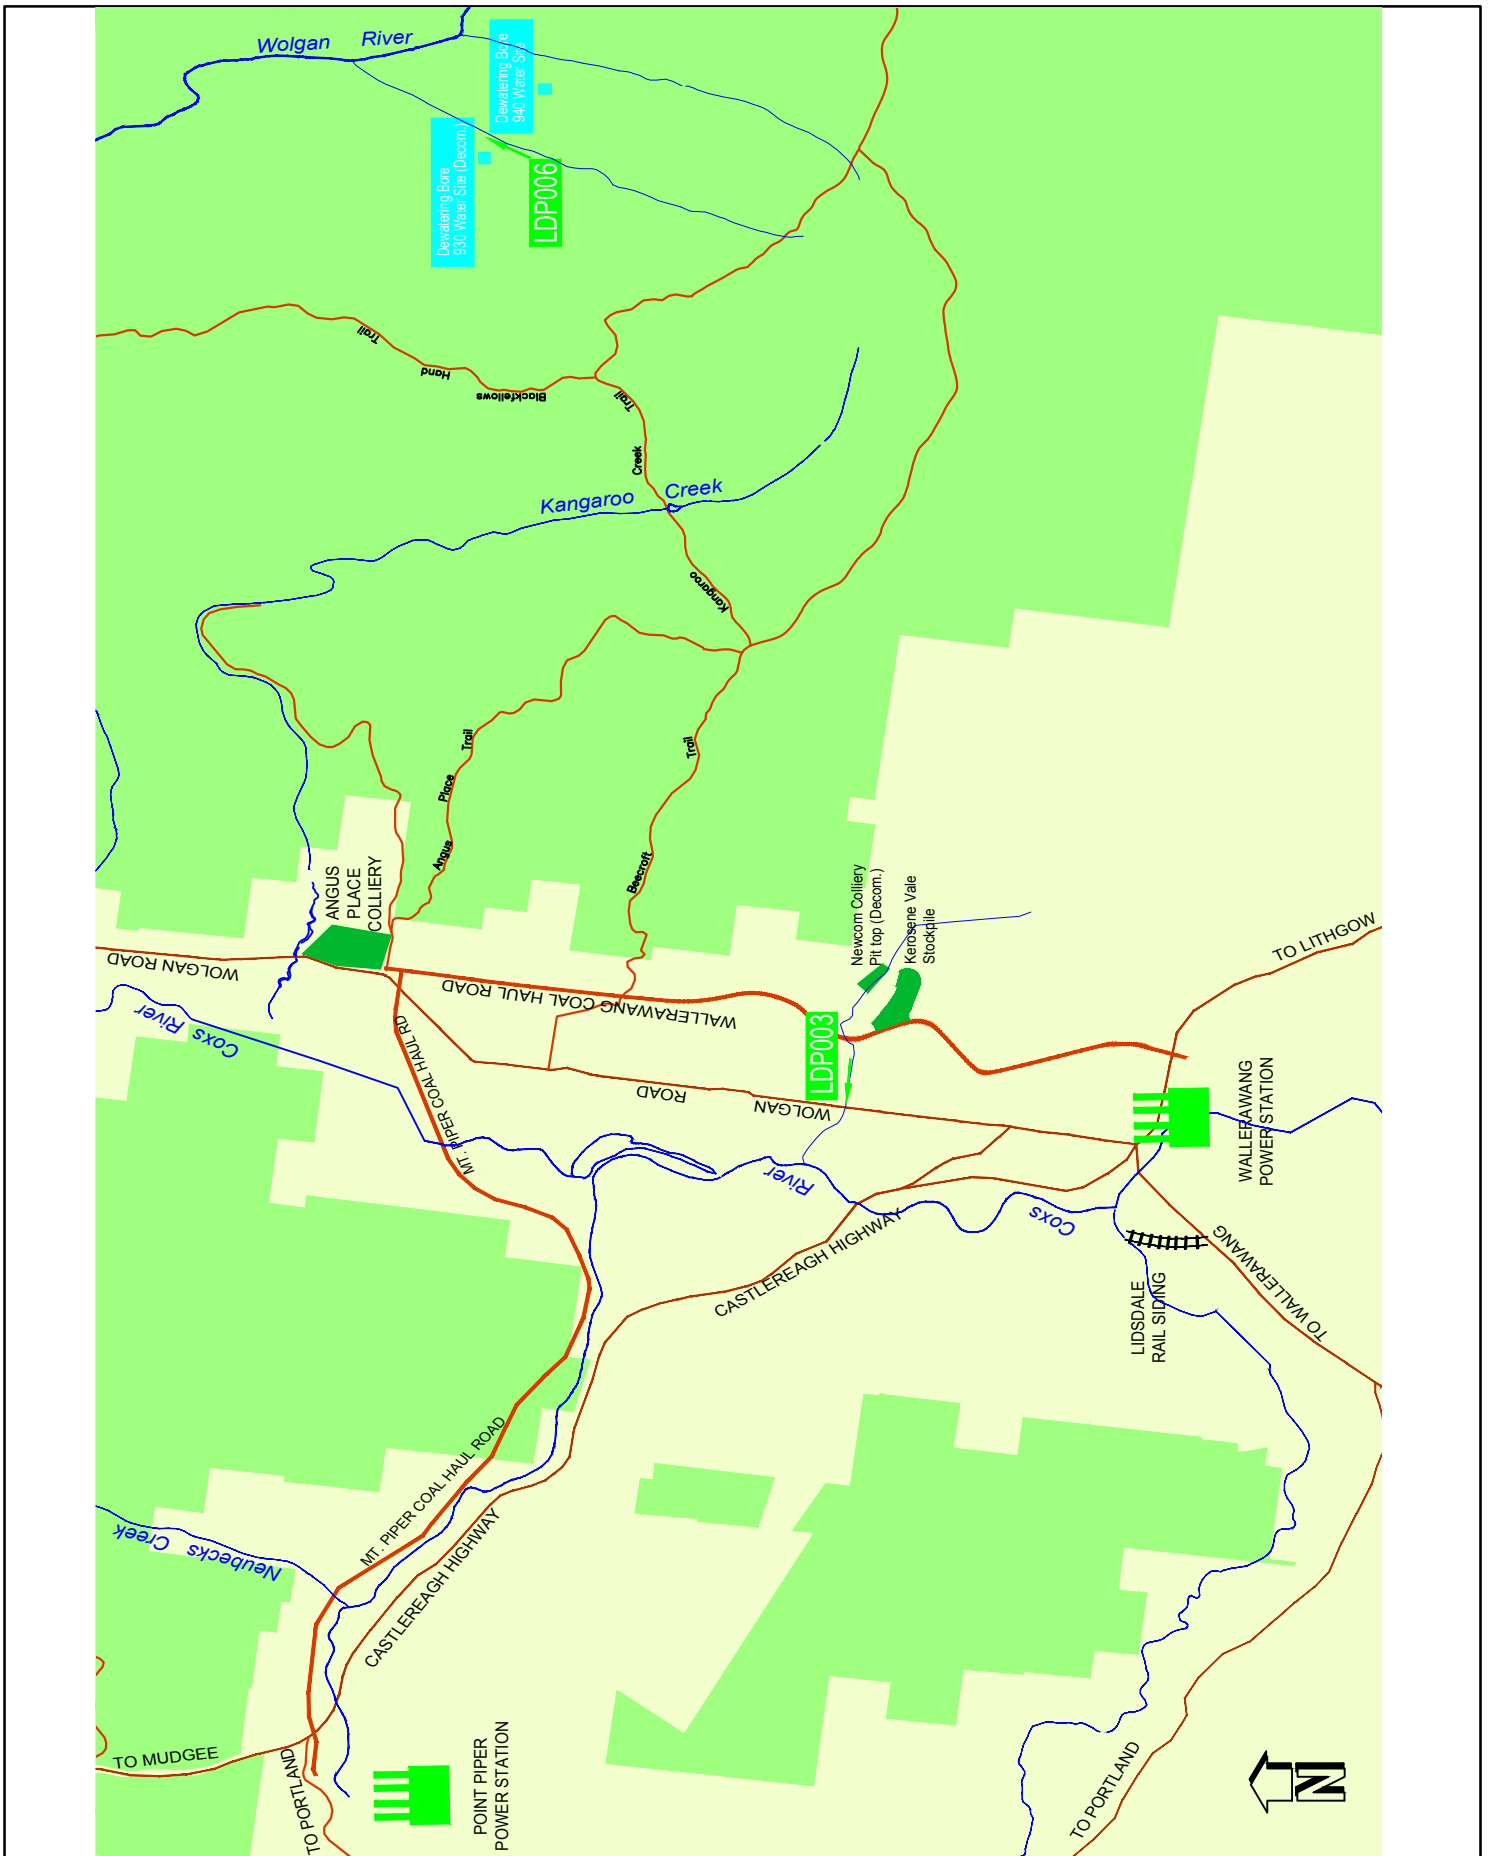 Wolgan River
Dewatering Bore
940 Water Site
Dewatering Bore
930 Water Site (Decom.)
LDP006
Blackfellows Hand Trail
Kangaroo Creek Trail
Kangaroo Creek
Angus Place Trail
Beecroft Trail
ANGUS
PLACE
COLLIERY
Newcom Colliery
Pit top (Decom.)
Kerosene Vale
Stockpile
TO LITHGOW
WOLGAN ROAD
WALLERAWANG COAL HAUL ROAD
Coxs River
MT. PIPER COAL HAUL RD
LDP003
WOLGAN ROAD
WALLERAWANG
POWER STATION
Coxs River
CASTLEREAGH HIGHWAY
TO WALLERAWANG
LIDSDALE
RAIL SIDING
MT. PIPER COAL HAUL ROAD
CASTLEREAGH HIGHWAY
Neubecks Creek
TO MUDGEE
TO PORTLAND
POINT PIPER
POWER STATION
TO PORTLAND
N